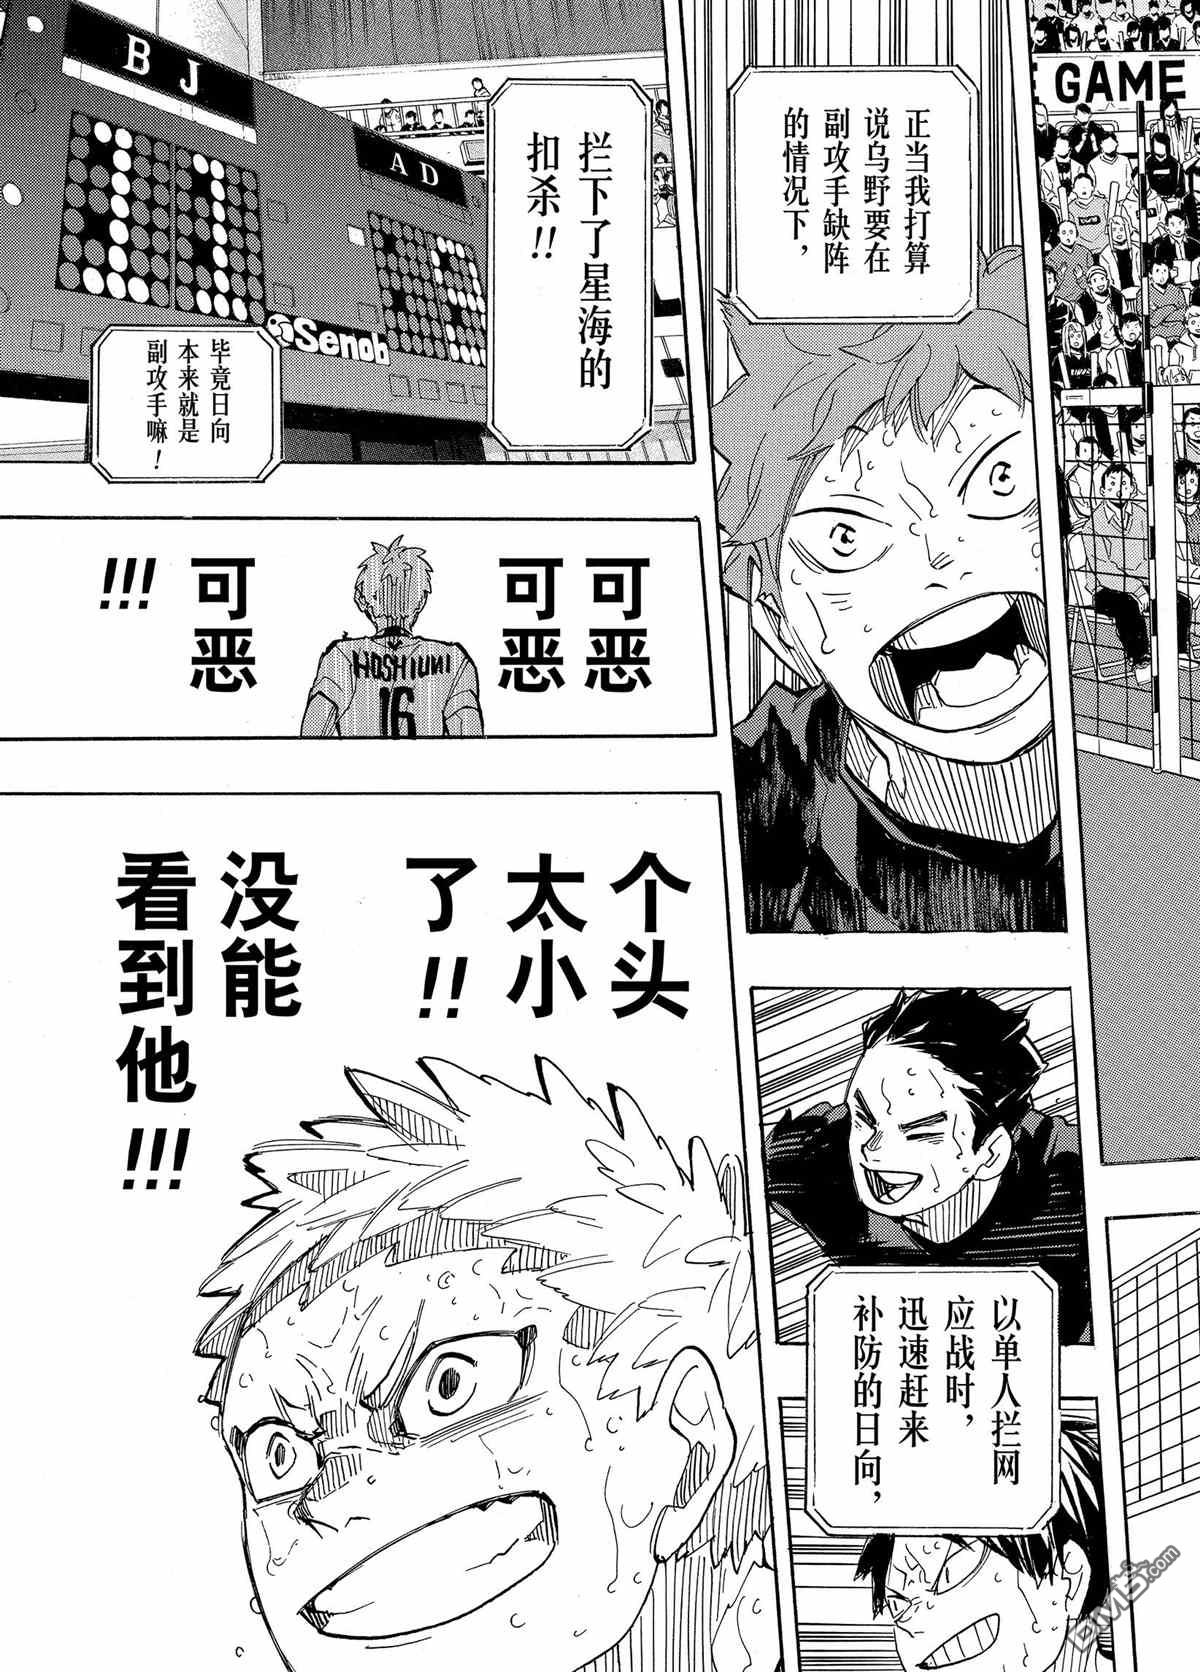 E GAME
正当我打算
说乌野要在
副攻手缺阵
的情况下，
以单人拦网
应战时，
迅速赶来
补防的日向，
拦下了星海的
扣杀！！
毕竟日向
本来就是
副攻手嘛！
BJ
AD
11
Senoh
可恶
可恶
可恶
！！！
HOSHIUMI
16
个头
太小
了！！
没能
看到他！！！